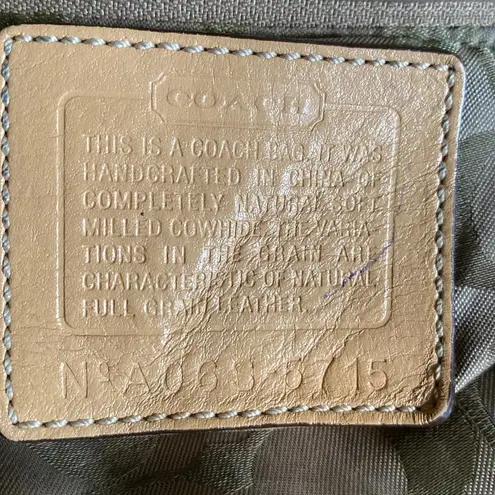 COACH
THIS IS A COACH BAG. IT WAS
HANDCRAFTED IN CHINA OF
COMPLETELY NATURAL SOFT
MILLED COWHIDE. THE VARIA-
TIONS IN THE GRAIN ARE
CHARACTERISTIC OF NATURAL,
FULL GRAIN LEATHER.